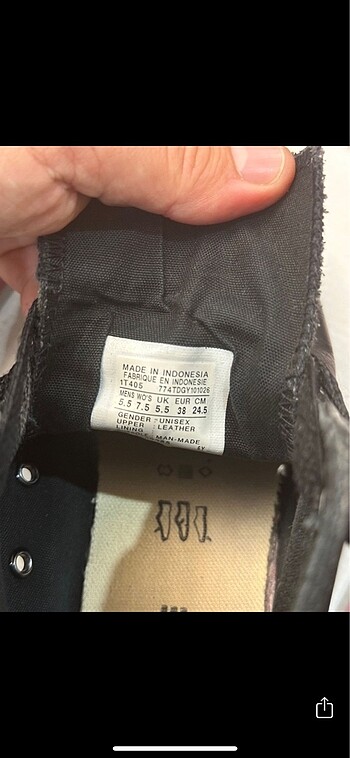 MADE IN INDONESIA
FABRIQUE EN INDONESIE
1T405 774TDGY101026
MENS WO'S UK EUR CM
5.5 7.5 5.5 38 24.5
GENDER : UNISEX
UPPER : LEATHER
LINING
MAN-MADE
6Y